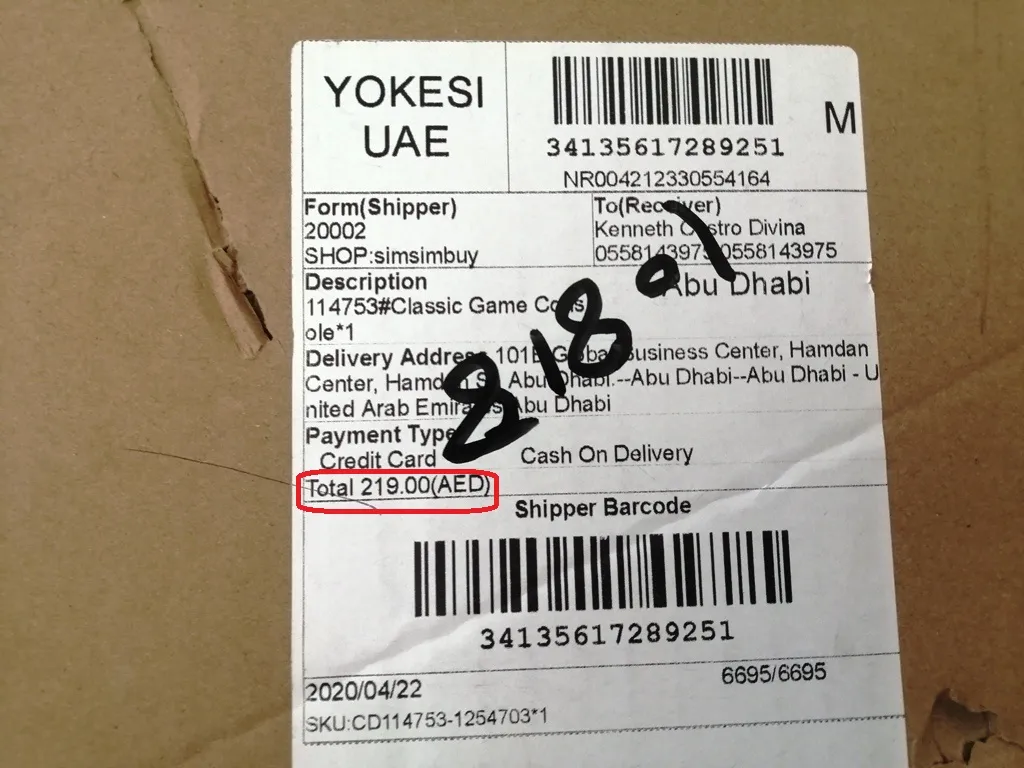 YOKESI
UAE
34135617289251
NR004212330554164
M
Form(Shipper)
20002
SHOP:simsimbuy
To(Receiver)
Kenneth Castro Divina
0558143975 0558143975
Abu Dhabi
Description
114753#Classic Game Cons
ole*1
Delivery Address 101B Global Business Center, Hamdan
Center, Hamdan St. Abu Dhabi.--Abu Dhabi--Abu Dhabi - U
nited Arab Emirates Abu Dhabi
Payment Type
Credit Card
Cash On Delivery
Total 219.00(AED)
Shipper Barcode
34135617289251
2020/04/22
6695/6695
SKU:CD114753-1254703*1